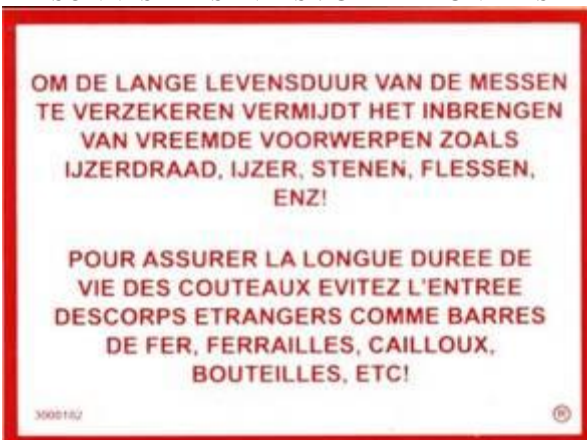 OM DE LANGE LEVENSDUUR VAN DE MESSEN
TE VERZEKEREN VERMIJDT HET INBRENGEN
VAN VREEMDE VOORWERPEN ZOALS
IJZERDRAAD, IJZER, STENEN, FLESSEN,
ENZ!
POUR ASSURER LA LONGUE DUREE DE
VIE DES COUTEAUX EVITEZ L'ENTREE
DESCORPS ETRANGERS COMME BARRES
DE FER, FERRAILLES, CAILLOUX,
BOUTEILLES, ETC!
3000102